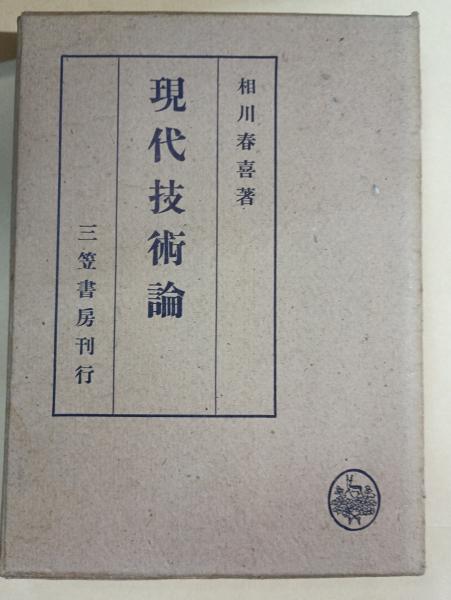 相川春喜著
現代技術論
三笠書房刊行